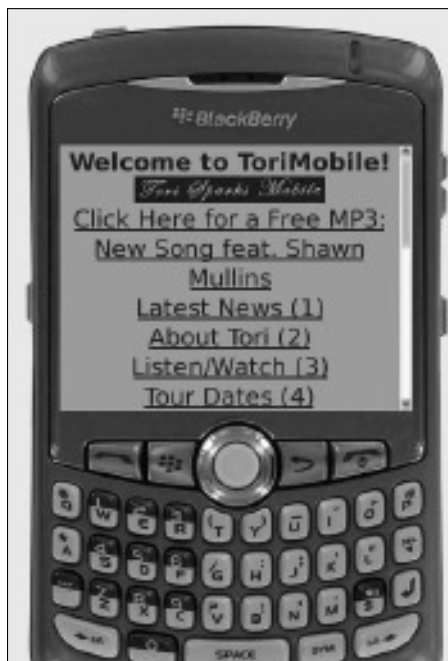 BlackBerry
Welcome to ToriMobile!
Tori Sparks Mobile
Click Here for a Free MP3:
New Song feat. Shawn
Mullins
Latest News (1)
About Tori (2)
Listen/Watch (3)
Tour Dates (4)
Q W E R T Y U I O P
A S D F G H J K L
Z X C V B N M $
SPACE SYM